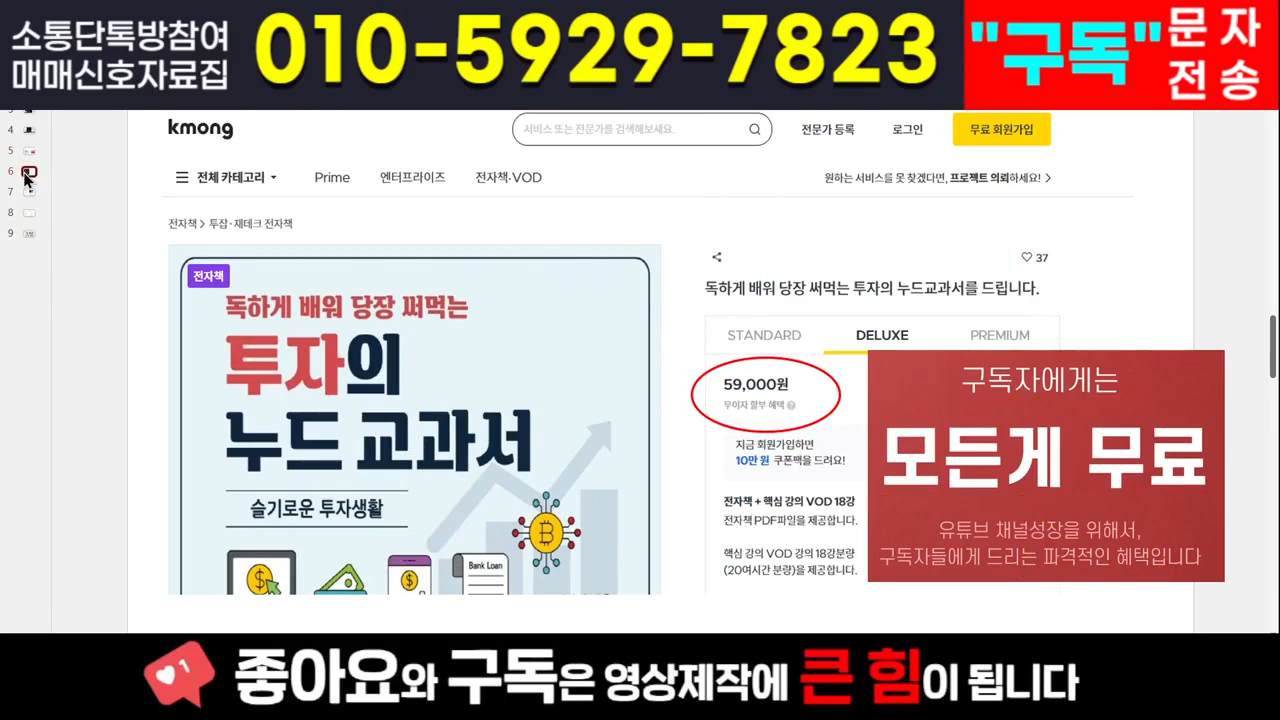 소통단톡방참여
매매신호자료집
010-5929-7823
"구독"
문자
전송
4
5
6
7
8
9
kmong
서비스 또는 전문가를 검색해보세요.
전문가 등록
로그인
무료 회원가입
전체 카테고리
Prime
엔터프라이즈
전자책·VOD
원하는 서비스를 못 찾겠다면, 프로젝트 의뢰하세요!
전자책 > 투잡·재테크 전자책
전자책
독하게 배워 당장 써먹는
투자의
누드 교과서
슬기로운 투자생활
Bank Loan
37
독하게 배워 당장 써먹는 투자의 누드교과서를 드립니다.
STANDARD
DELUXE
PREMIUM
59,000원
무이자 할부 혜택
지금 회원가입하면
10만 원 쿠폰팩을 드려요!
전자책 + 핵심 강의 VOD 18강
전자책 PDF파일을 제공합니다.
핵심 강의 VOD 강의 18강분량
(20여시간 분량)을 제공합니다.
구독자에게는
모든게 무료
유튜브 채널성장을 위해서,
구독자들에게 드리는 파격적인 혜택입니다
1
좋아요와 구독은 영상제작에 큰 힘이 됩니다